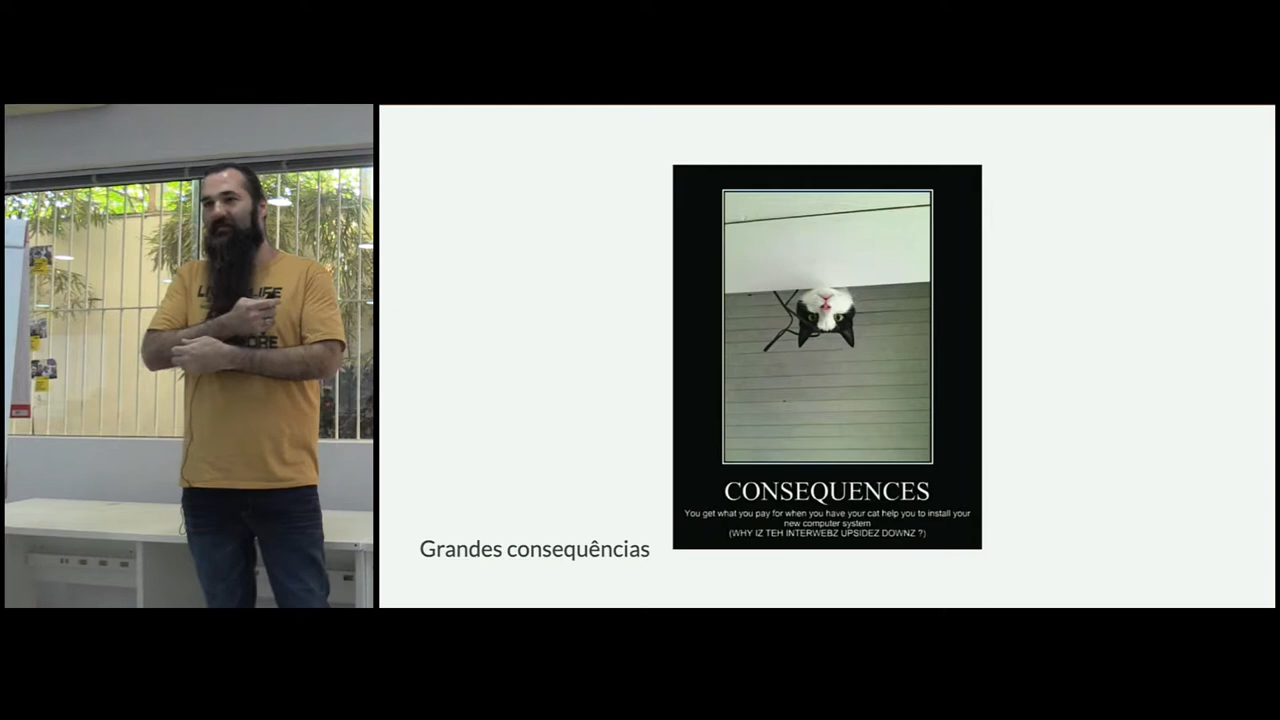 CONSEQUENCES
You get what you pay for when you have your cat help you to install your
new computer system
(WHY IZ TEH INTERWEBZ UPSIDEZ DOWNZ ?)
Grandes consequências